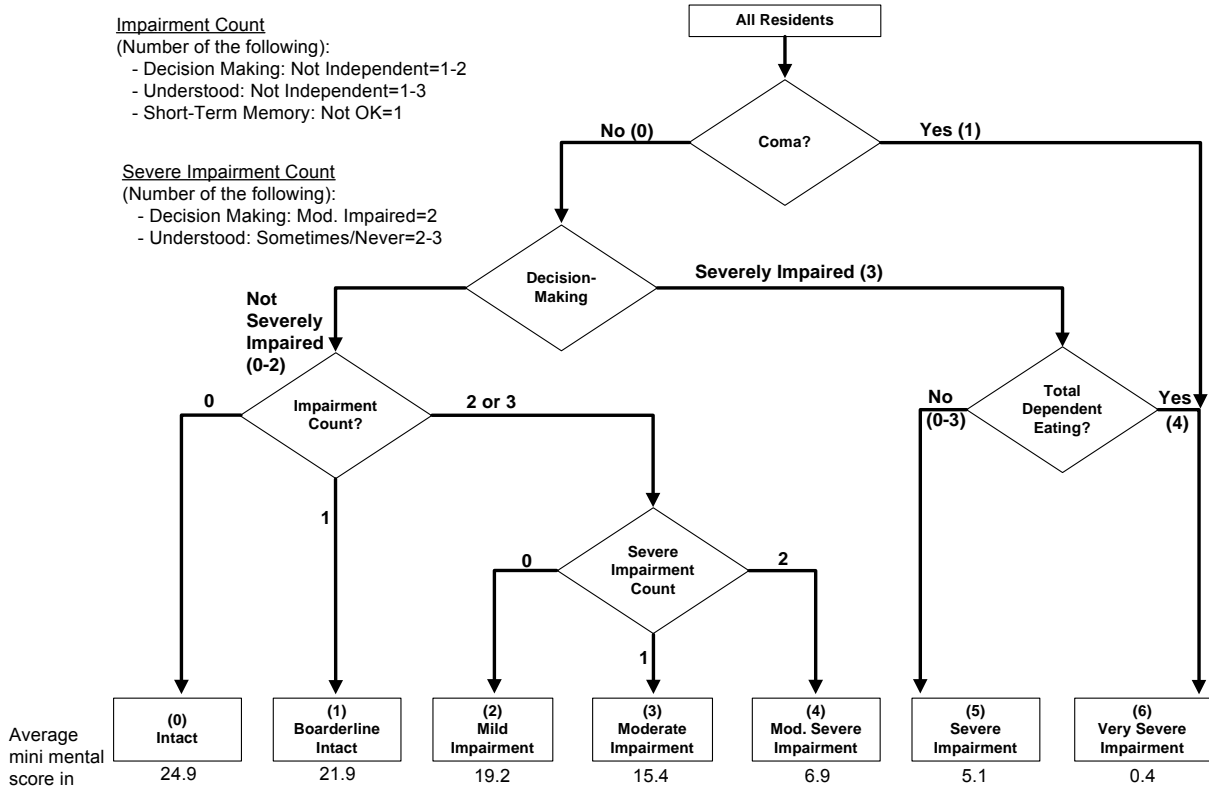 Impairment Count
(Number of the following):
- Decision Making: Not Independent=1-2
- Understood: Not Independent=1-3
- Short-Term Memory: Not OK=1
Severe Impairment Count
(Number of the following):
- Decision Making: Mod. Impaired=2
- Understood: Sometimes/Never=2-3
All Residents
Coma?
No (0)
Yes (1)
Decision-
Making
Severely Impaired (3)
Not
Severely
Impaired
(0-2)
Impairment
Count?
0
2 or 3
1
Total
Dependent
Eating?
No
(0-3)
Yes
(4)
Severe
Impairment
Count
0
2
1
(0)
Intact
(1)
Boarderline
Intact
(2)
Mild
Impairment
(3)
Moderate
Impairment
(4)
Mod. Severe
Impairment
(5)
Severe
Impairment
(6)
Very Severe
Impairment
Average
mini mental
score in
24.9
21.9
19.2
15.4
6.9
5.1
0.4